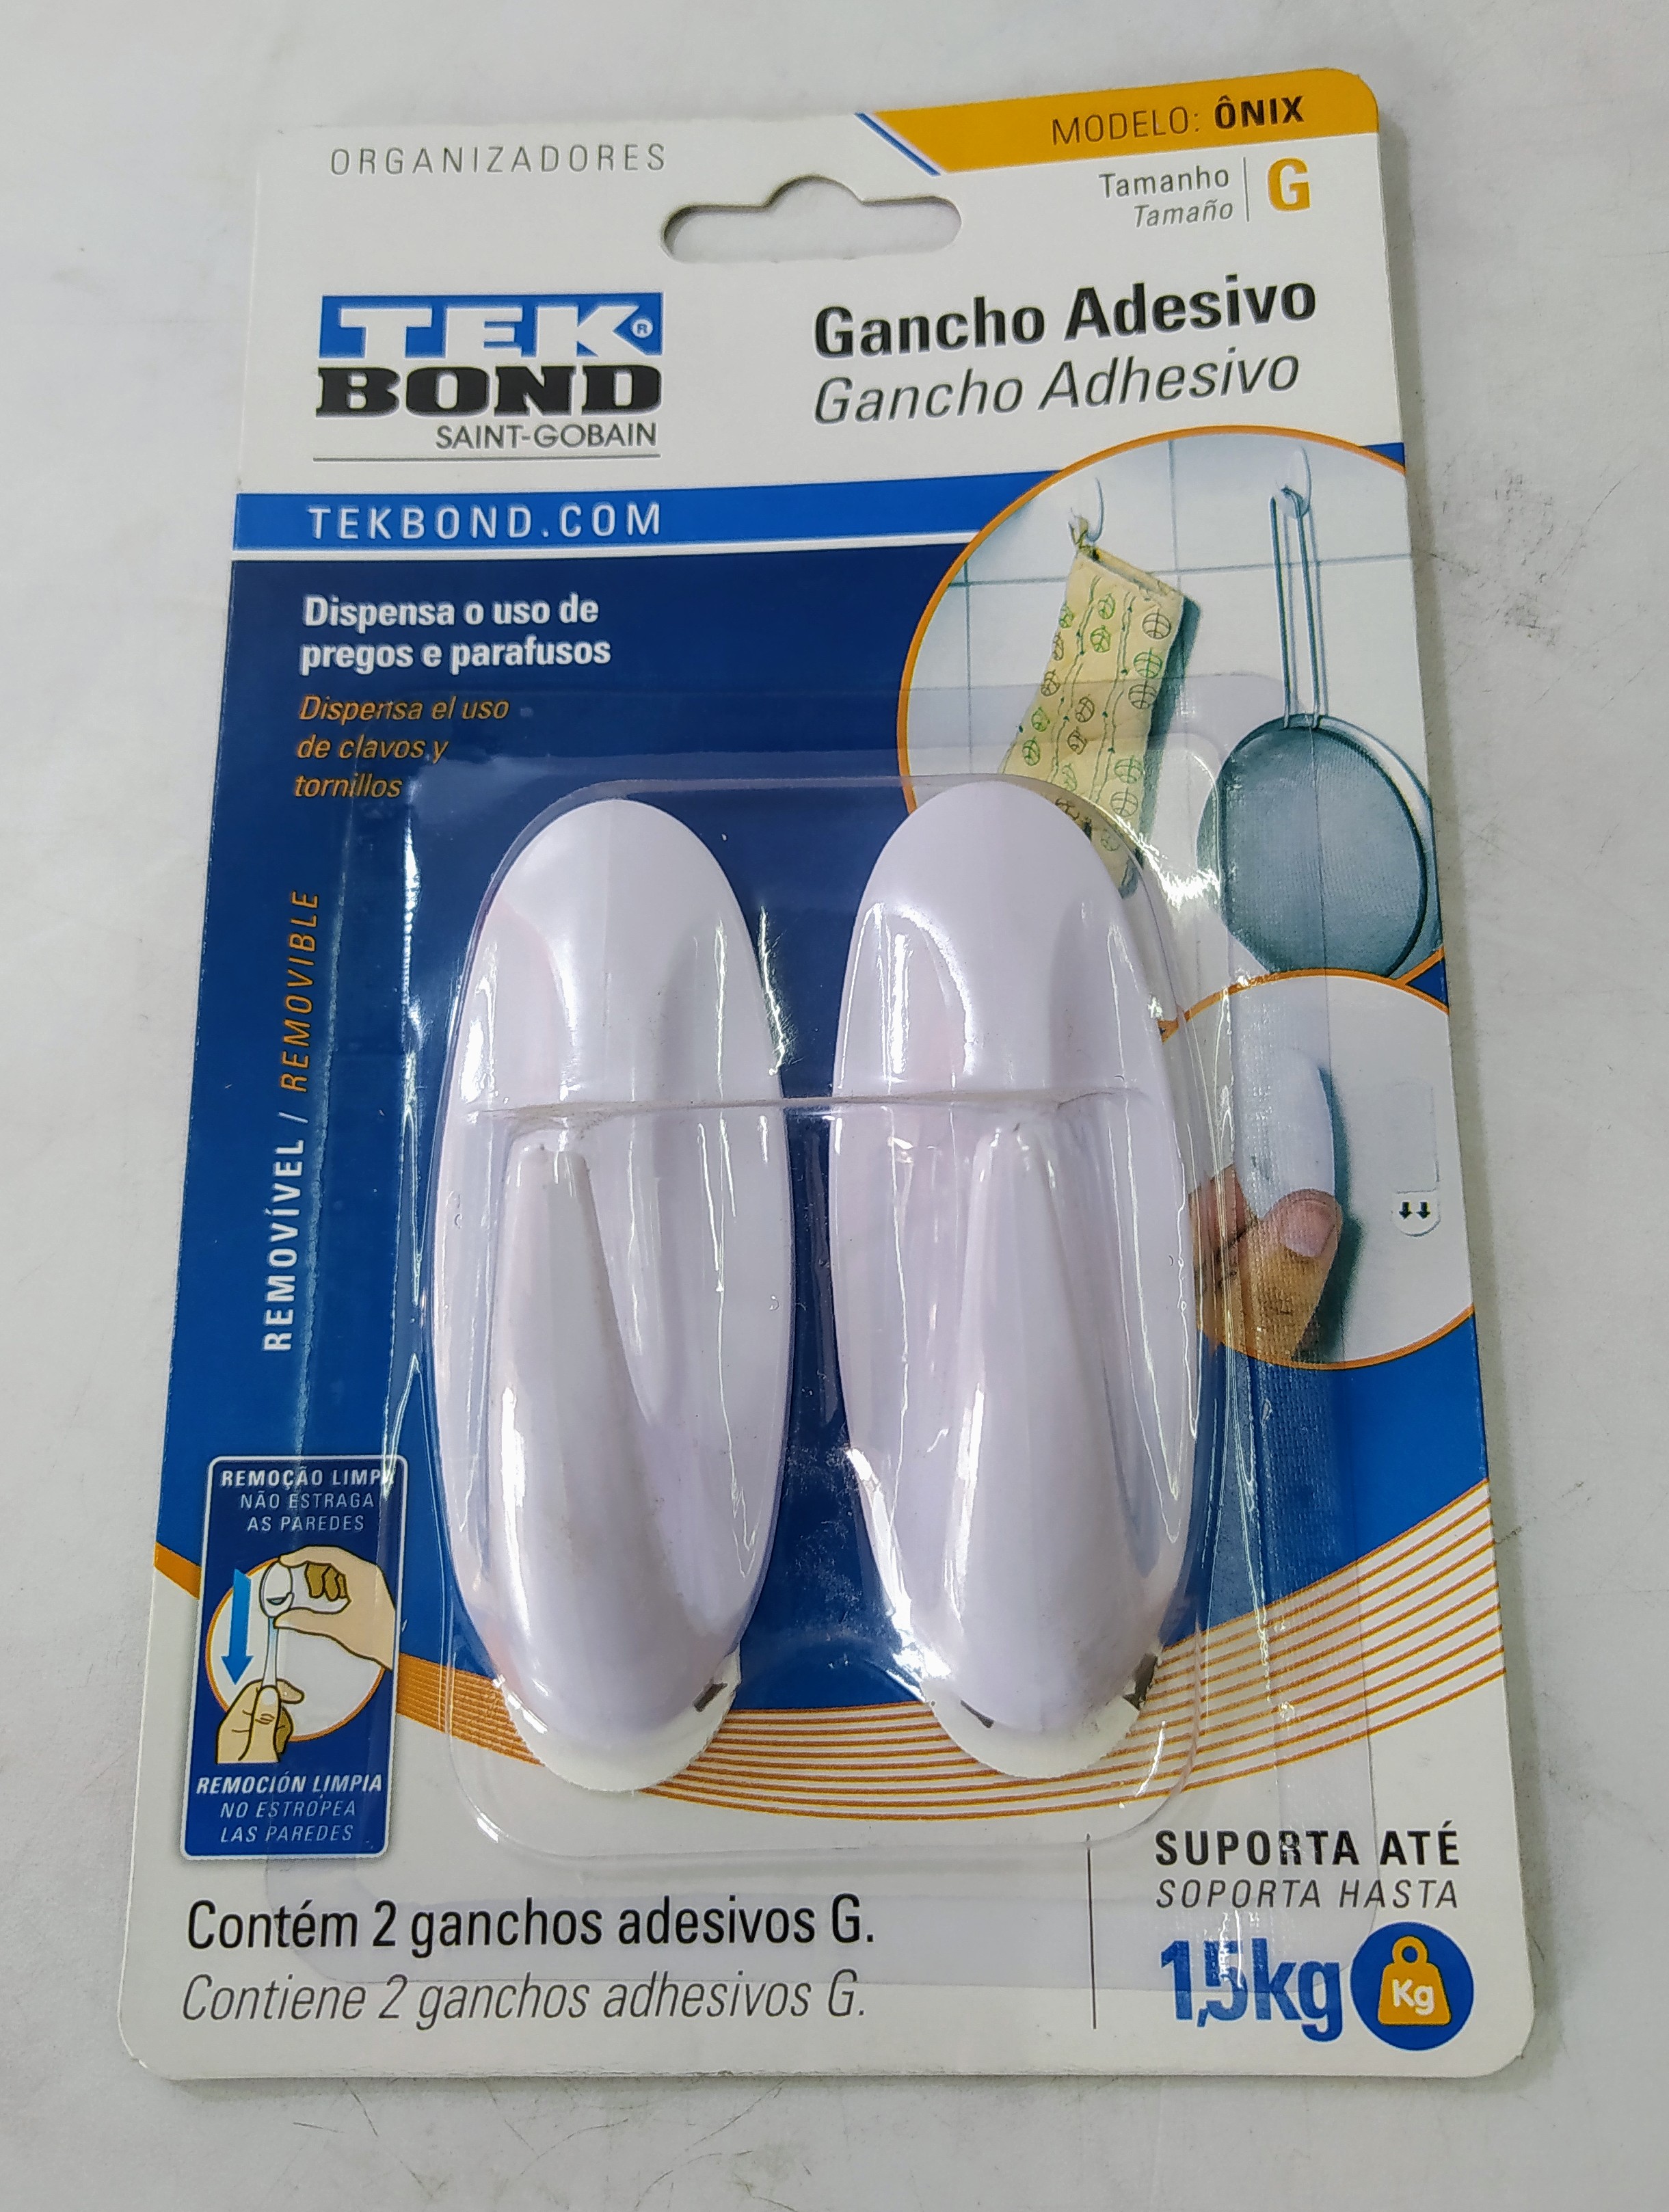 ORGANIZADORES
MODELO: ÔNIX
Tamanho
Tamaño
G
TEK®
BOND
SAINT-GOBAIN
Gancho Adesivo
Gancho Adhesivo
TEKBOND.COM
Dispensa o uso de
pregos e parafusos
Dispensa el uso
de clavos y
tornillos
REMOVÍVEL / REMOVIBLE
REMOÇÃO LIMPA
NÃO ESTRAGA
AS PAREDES
REMOCIÓN LIMPIA
NO ESTROPEA
LAS PAREDES
Contém 2 ganchos adesivos G.
Contiene 2 ganchos adhesivos G.
SUPORTA ATÉ
SOPORTA HASTA
1,5kg
Kg